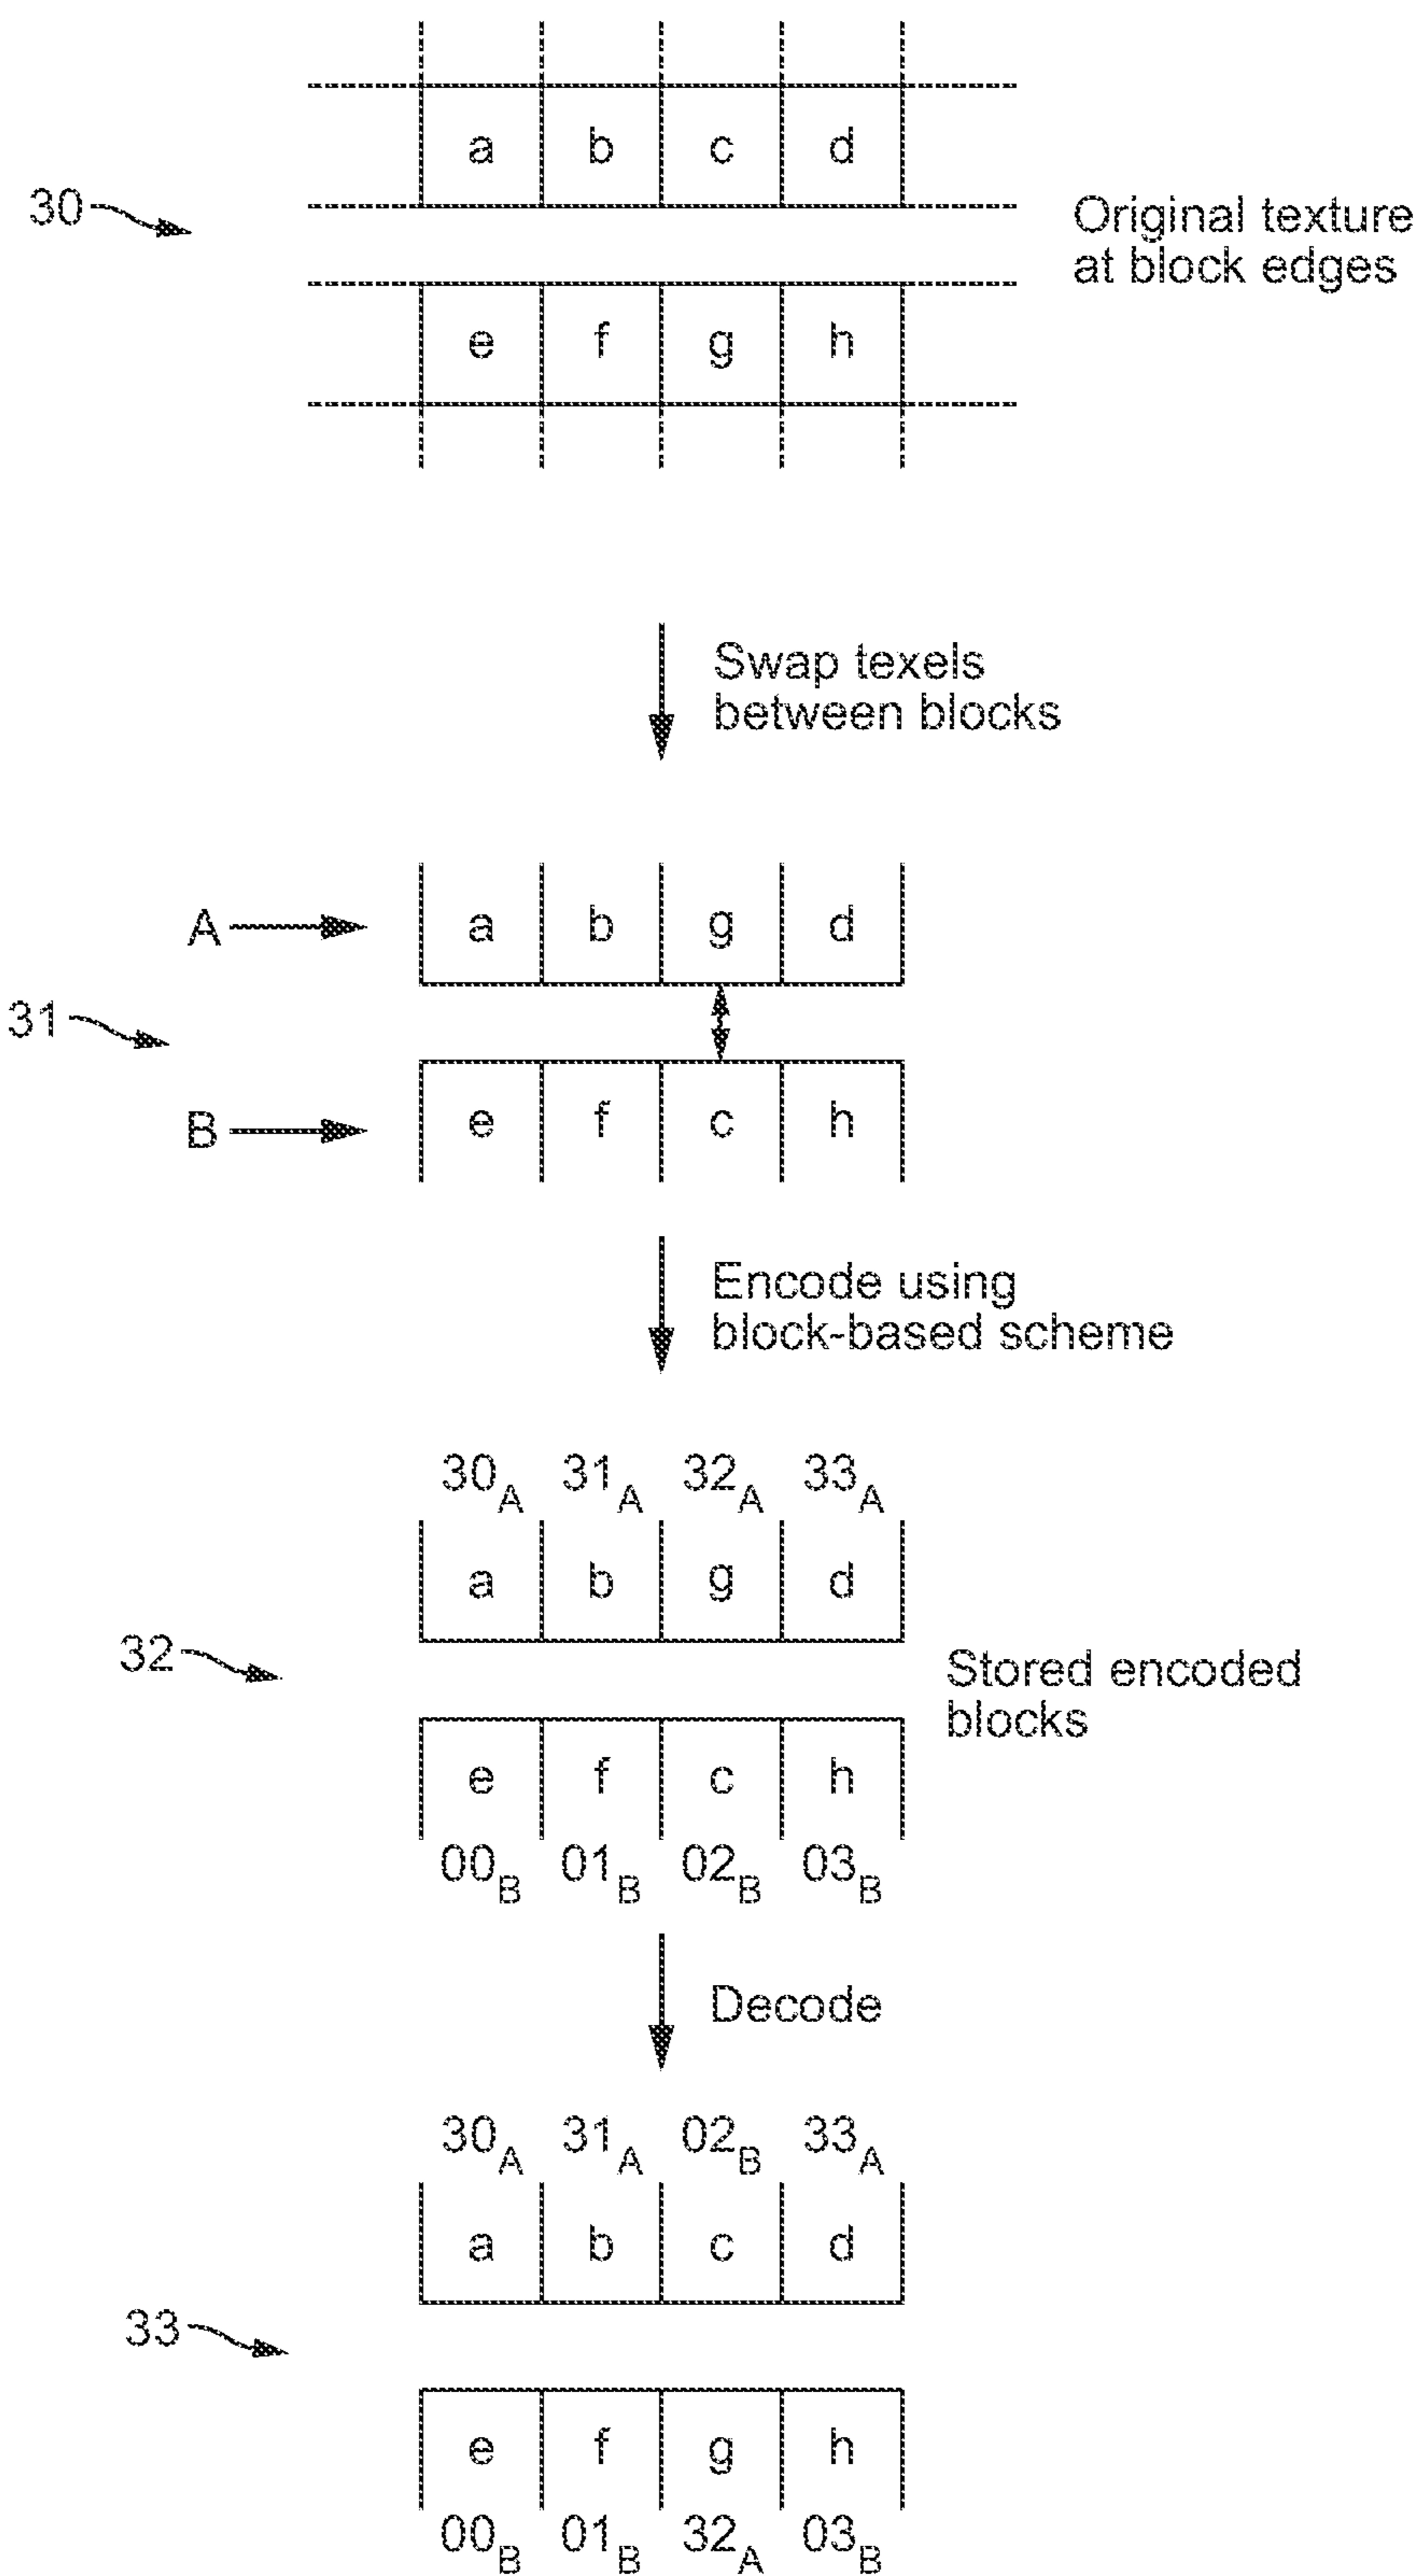 a b c d
30
Original texture
at block edges
e f g h
Swap texels
between blocks
A
a b g d
31
B
e f c h
Encode using
block-based scheme
30A 31A 32A 33A
a b g d
32
Stored encoded
blocks
e f c h
00B 01B 02B 03B
Decode
30A 31A 02B 33A
a b c d
33
e f g h
00B 01B 32A 03B